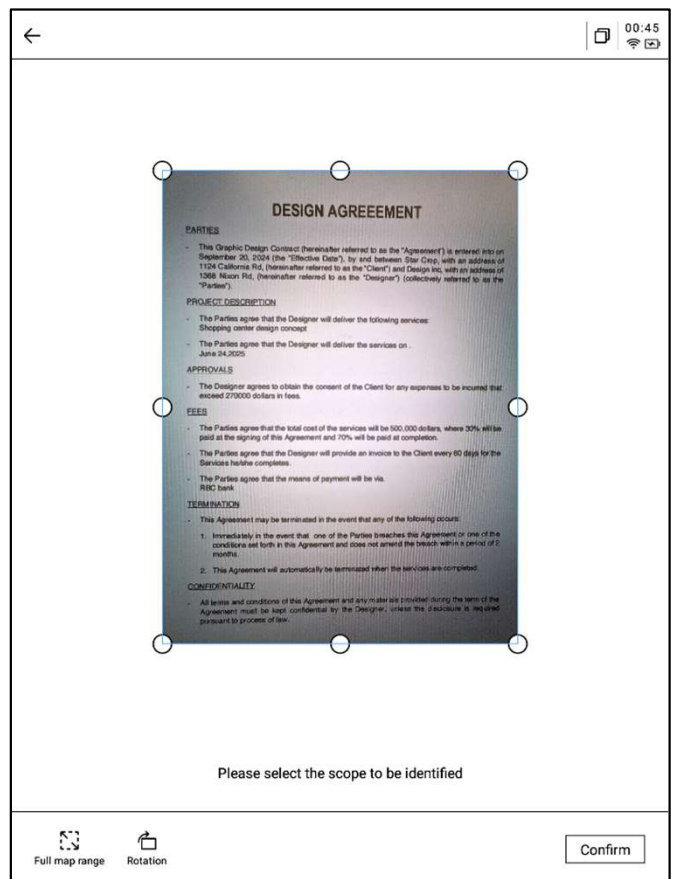 00:45
DESIGN AGREEEMENT
PARTIES
- This Graphic Design Contract (hereinafter referred to as the "Agreement") is entered into on
September 20, 2024 (the "Effective Date"), by and between Star Crop, with an address of
1124 California Rd, (hereinafter referred to as the "Client") and Design Inc, with an address of
1368 Nixon Rd, (hereinafter referred to as the "Designer") (collectively referred to as the
"Parties").
PROJECT DESCRIPTION
- The Parties agree that the Designer will deliver the following services:
Shopping center design concept
- The Parties agree that the Designer will deliver the services on .
June 24,2025
APPROVALS
- The Designer agrees to obtain the consent of the Client for any expenses to be incurred that
exceed 270000 dollars in fees.
FEES
- The Parties agree that the total cost of the services will be 500,000 dollars, where 30% will be
paid at the signing of this Agreement and 70% will be paid at completion.
- The Parties agree that the Designer will provide an invoice to the Client every 60 days for the
Services he/she completes.
- The Parties agree that the means of payment will be via.
RBC bank
TERMINATION
- This Agreement may be terminated in the event that any of the following occurs:
1. Immediately in the event that one of the Parties breaches this Agreement or one of the
conditions set forth in this Agreement and does not amend the breach within a period of 2
months.
2. This Agreement will automatically be terminated when the services are completed.
CONFIDENTIALITY
- All terms and conditions of this Agreement and any materials provided during the term of the
Agreement must be kept confidential by the Designer, unless the disclosure is required
pursuant to process of law.
Please select the scope to be identified
Full map range Rotation Confirm